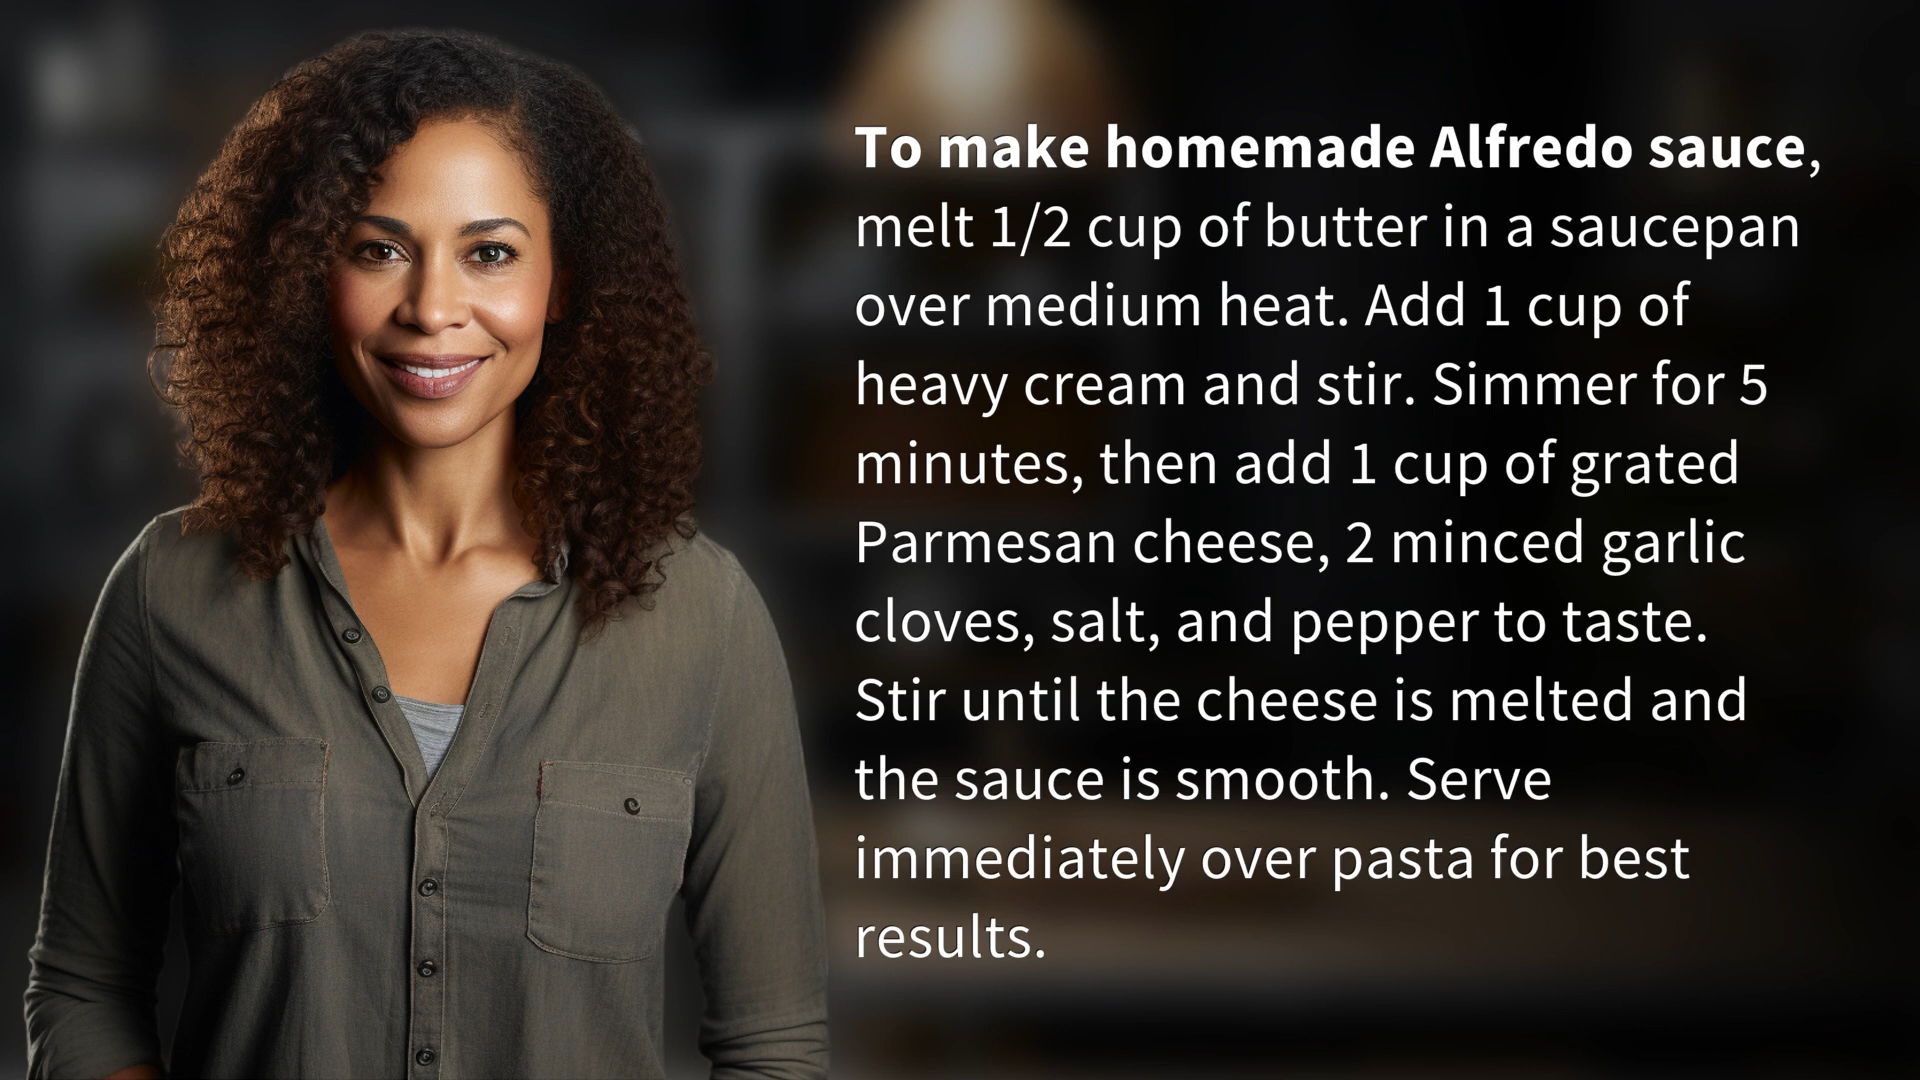 To make homemade Alfredo sauce,
melt 1/2 cup of butter in a saucepan
over medium heat. Add 1 cup of
heavy cream and stir. Simmer for 5
minutes, then add 1 cup of grated
Parmesan cheese, 2 minced garlic
cloves, salt, and pepper to taste.
Stir until the cheese is melted and
the sauce is smooth. Serve
immediately over pasta for best
results.